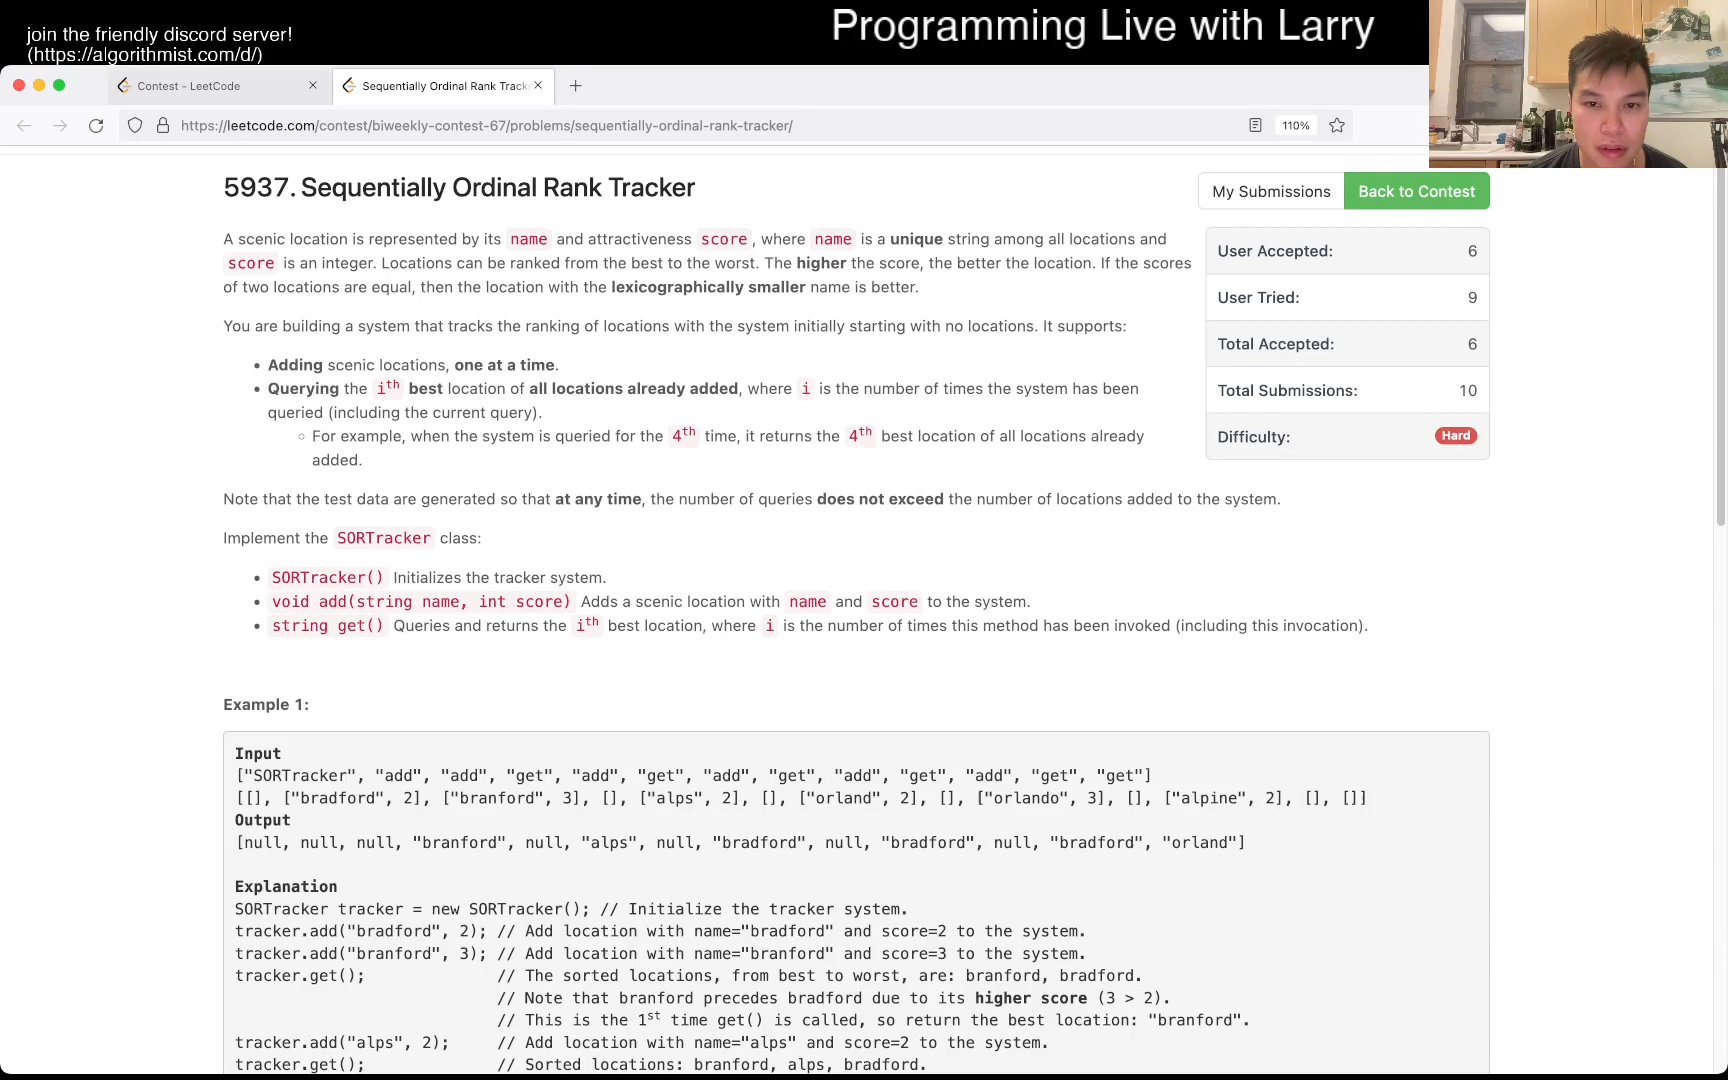 join the friendly discord server!
(https://algorithmist.com/d/)
Programming Live with Larry
Contest - LeetCode
Sequentially Ordinal Rank Track
https://leetcode.com/contest/biweekly-contest-67/problems/sequentially-ordinal-rank-tracker/
110%
5937. Sequentially Ordinal Rank Tracker
My Submissions
Back to Contest
A scenic location is represented by its name and attractiveness score, where name is a unique string among all locations and
score is an integer. Locations can be ranked from the best to the worst. The higher the score, the better the location. If the scores
of two locations are equal, then the location with the lexicographically smaller name is better.
User Accepted: 6
User Tried: 9
Total Accepted: 6
Total Submissions: 10
Difficulty: Hard
You are building a system that tracks the ranking of locations with the system initially starting with no locations. It supports:
• Adding scenic locations, one at a time.
• Querying the ith best location of all locations already added, where i is the number of times the system has been
queried (including the current query).
◦ For example, when the system is queried for the 4th time, it returns the 4th best location of all locations already
added.
Note that the test data are generated so that at any time, the number of queries does not exceed the number of locations added to the system.
Implement the SORTracker class:
• SORTracker() Initializes the tracker system.
• void add(string name, int score) Adds a scenic location with name and score to the system.
• string get() Queries and returns the ith best location, where i is the number of times this method has been invoked (including this invocation).
Example 1:
Input
["SORTracker", "add", "add", "get", "add", "get", "add", "get", "add", "get", "add", "get", "get"]
[[], ["bradford", 2], ["branford", 3], [], ["alps", 2], [], ["orland", 2], [], ["orlando", 3], [], ["alpine", 2], [], []]
Output
[null, null, null, "branford", null, "alps", null, "bradford", null, "bradford", null, "bradford", "orland"]
Explanation
SORTracker tracker = new SORTracker(); // Initialize the tracker system.
tracker.add("bradford", 2); // Add location with name="bradford" and score=2 to the system.
tracker.add("branford", 3); // Add location with name="branford" and score=3 to the system.
tracker.get(); // The sorted locations, from best to worst, are: branford, bradford.
// Note that branford precedes bradford due to its higher score (3 > 2).
// This is the 1st time get() is called, so return the best location: "branford".
tracker.add("alps", 2); // Add location with name="alps" and score=2 to the system.
tracker.get(); // Sorted locations: branford, alps, bradford.